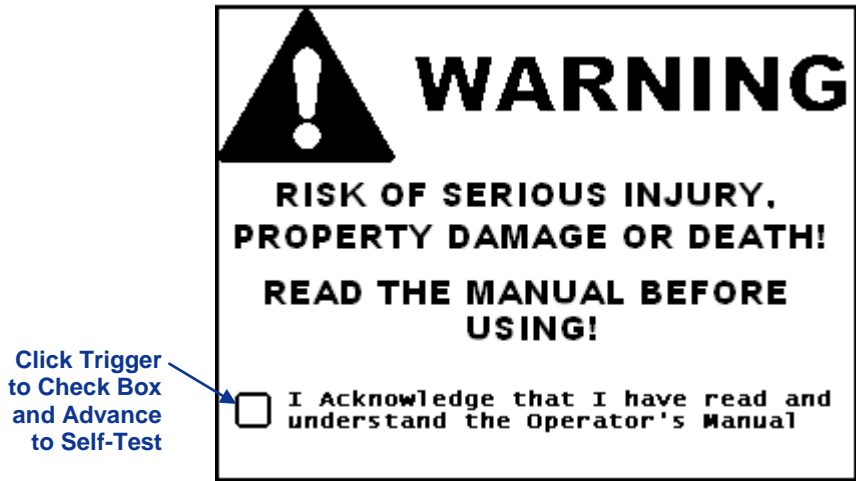 WARNING
RISK OF SERIOUS INJURY,
PROPERTY DAMAGE OR DEATH!
READ THE MANUAL BEFORE
USING!
Click Trigger
to Check Box
and Advance
to Self-Test
I Acknowledge that I have read and
understand the Operator's Manual